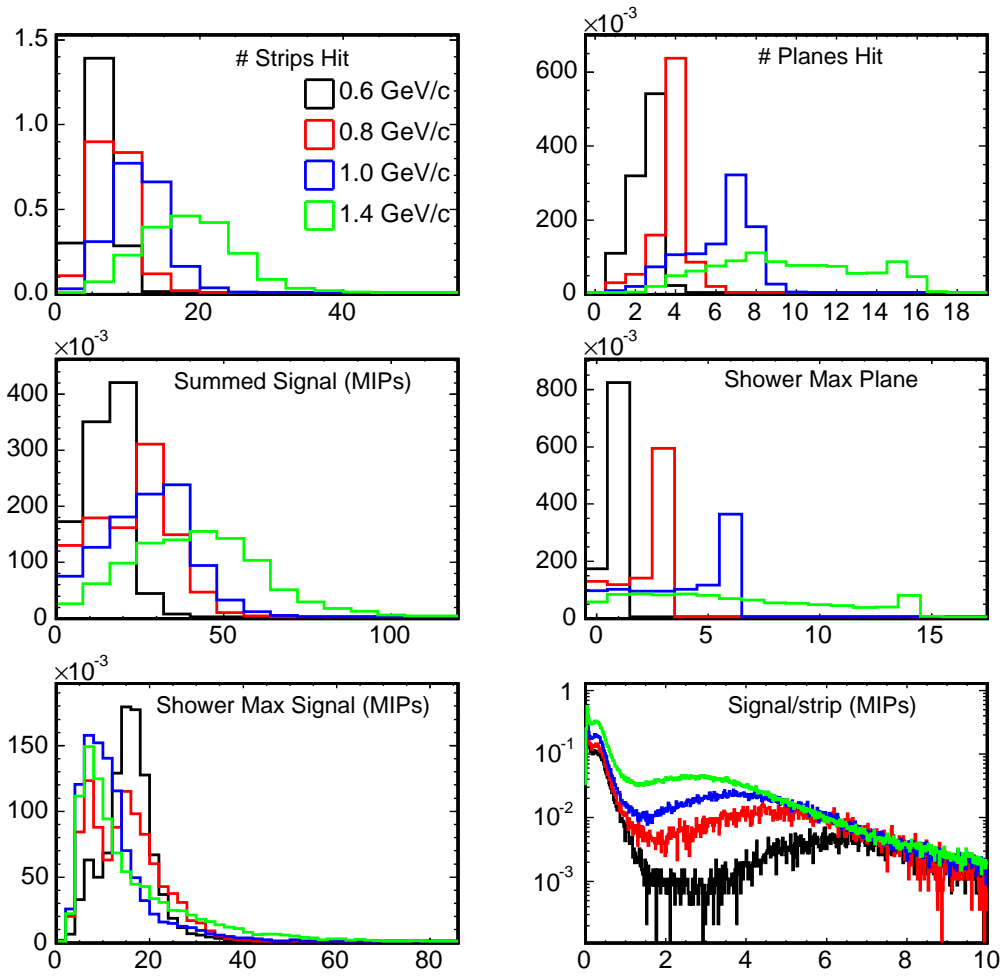 # Strips Hit
0.6 GeV/c
0.8 GeV/c
1.0 GeV/c
1.4 GeV/c
1.5
1.0
0.5
0.0
0 20 40
×10-3
# Planes Hit
600
400
200
0
0 2 4 6 8 10 12 14 16 18
×10-3
Summed Signal (MIPs)
400
300
200
100
0
0 50 100
×10-3
Shower Max Plane
800
600
400
200
0
0 5 10 15
×10-3
Shower Max Signal (MIPs)
150
100
50
0
0 20 40 60 80
Signal/strip (MIPs)
1
10-1
10-2
10-3
0 2 4 6 8 10